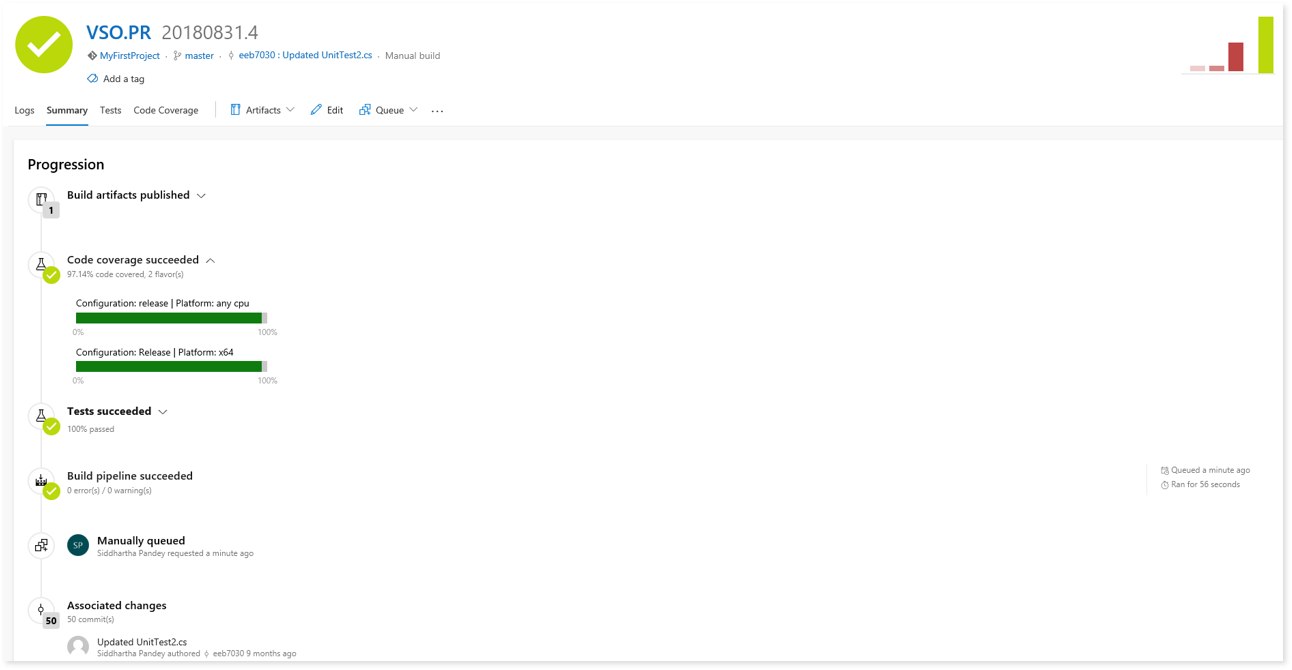 VSO.PR 20180831.4
MyFirstProject · master · eeb7030 : Updated UnitTest2.cs · Manual build
Add a tag
Logs Summary Tests Code Coverage Artifacts Edit Queue ...
Progression
Build artifacts published
1
Code coverage succeeded
97.14% code covered, 2 flavor(s)
Configuration: release | Platform: any cpu
0% 100%
Configuration: Release | Platform: x64
0% 100%
Tests succeeded
100% passed
Build pipeline succeeded
0 error(s) / 0 warning(s)
Queued a minute ago
Ran for 56 seconds
SP
Manually queued
Siddhartha Pandey requested a minute ago
Associated changes
50
50 commit(s)
Updated UnitTest2.cs
Siddhartha Pandey authored eeb7030 9 months ago